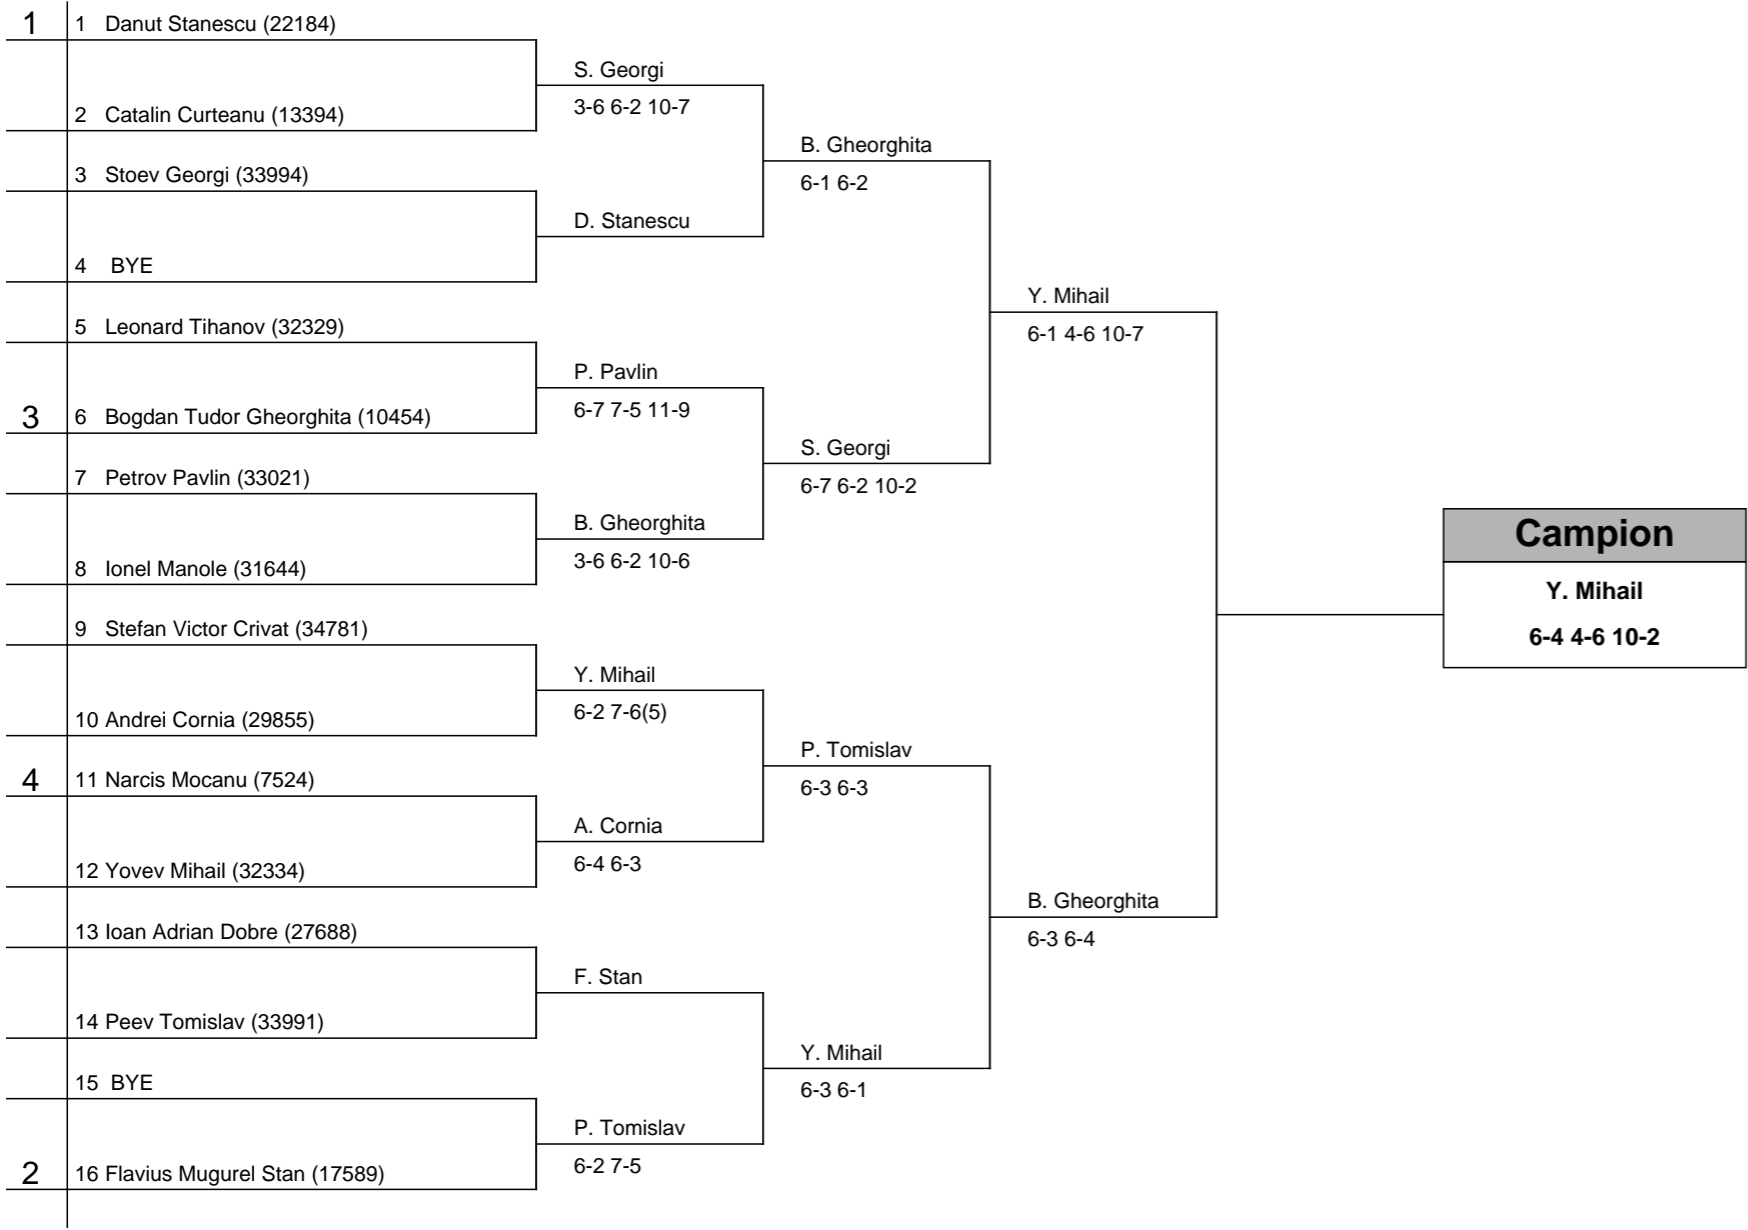 1 1 Danut Stanescu (22184)
S. Georgi
3-6 6-2 10-7
2 Catalin Curteanu (13394)
B. Gheorghita
6-1 6-2
3 Stoev Georgi (33994)
D. Stanescu
4 BYE
Y. Mihail
6-1 4-6 10-7
5 Leonard Tihanov (32329)
P. Pavlin
6-7 7-5 11-9
3 6 Bogdan Tudor Gheorghita (10454)
S. Georgi
6-7 6-2 10-2
7 Petrov Pavlin (33021)
B. Gheorghita
3-6 6-2 10-6
8 Ionel Manole (31644)
Campion
Y. Mihail
6-4 4-6 10-2
9 Stefan Victor Crivat (34781)
Y. Mihail
6-2 7-6(5)
10 Andrei Cornia (29855)
P. Tomislav
6-3 6-3
4 11 Narcis Mocanu (7524)
A. Cornia
6-4 6-3
12 Yovev Mihail (32334)
B. Gheorghita
6-3 6-4
13 Ioan Adrian Dobre (27688)
F. Stan
14 Peev Tomislav (33991)
Y. Mihail
6-3 6-1
15 BYE
P. Tomislav
6-2 7-5
2 16 Flavius Mugurel Stan (17589)